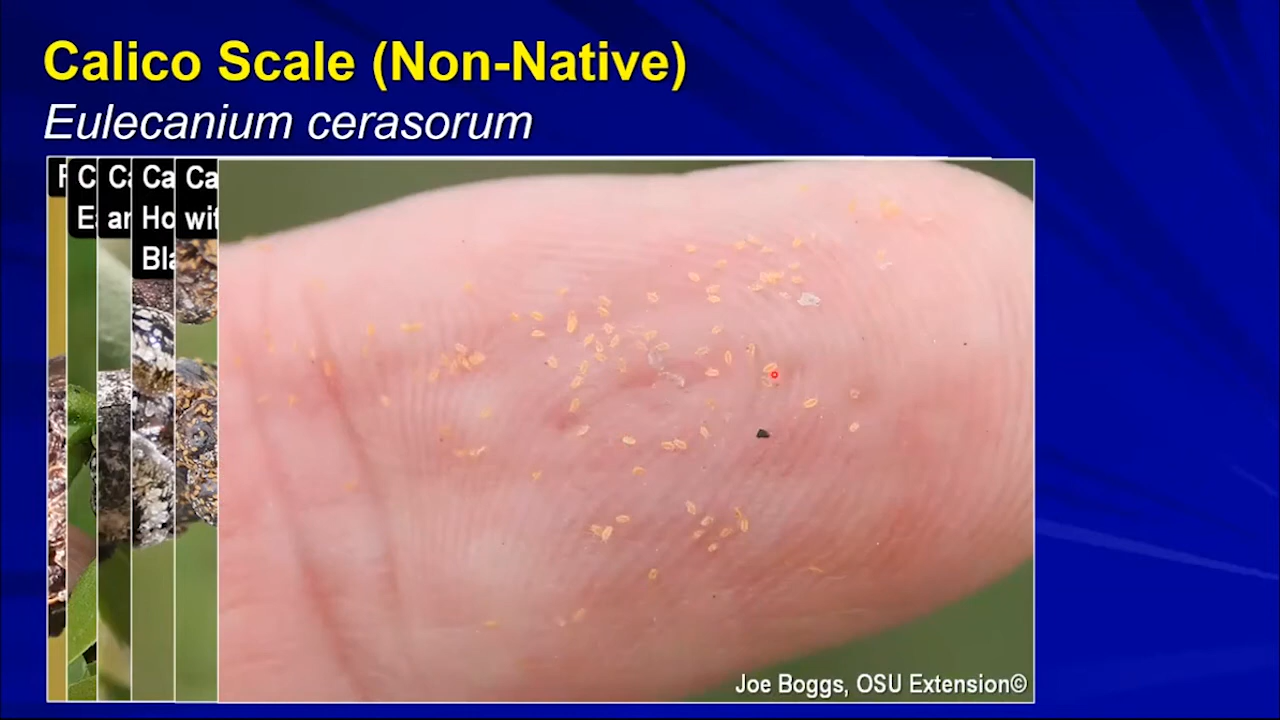 Calico Scale (Non-Native)
Eulecanium cerasorum
Joe Boggs, OSU Extension©